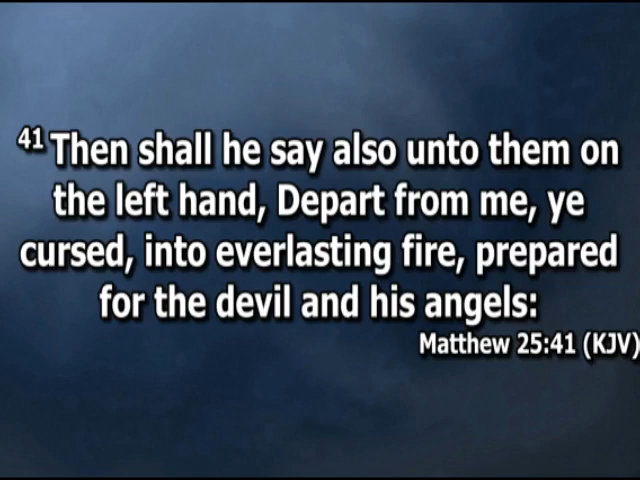 41 Then shall he say also unto them on
the left hand, Depart from me, ye
cursed, into everlasting fire, prepared
for the devil and his angels:
Matthew 25:41 (KJV)